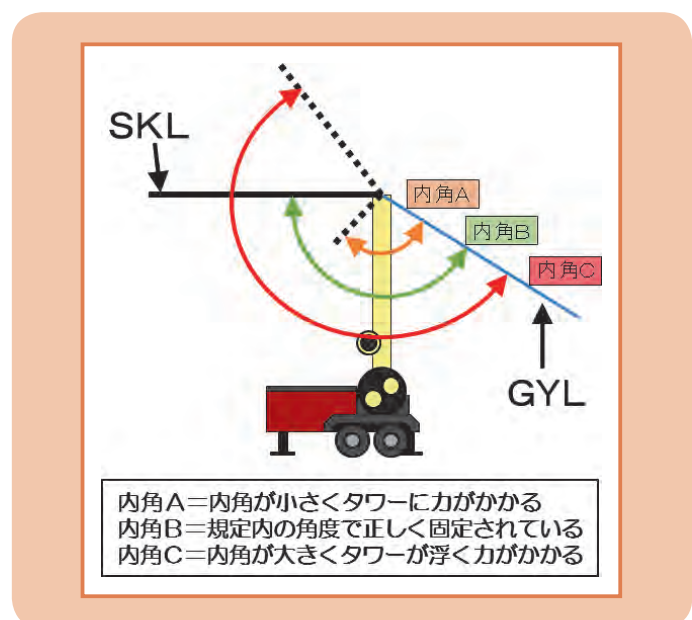 SKL
内角A
内角B
内角C
GYL
内角A=内角が小さくタワーに力がかかる
内角B=規定内の角度で正しく固定されている
内角C=内角が大きくタワーが浮く力がかかる